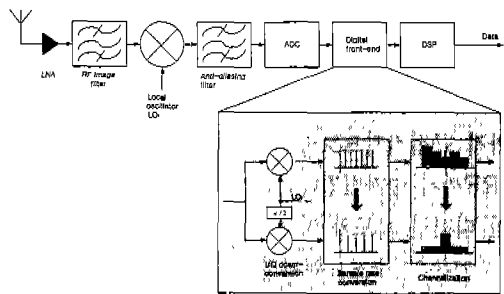 LNA
RF Image
filter
Local
oscillator
LO₁
Anti-aliasing
filter
ADC
Digital
front-end
DSP
Data
LO₂
π / 2
I/Q down-
conversion
Sample rate
conversion
Channelization